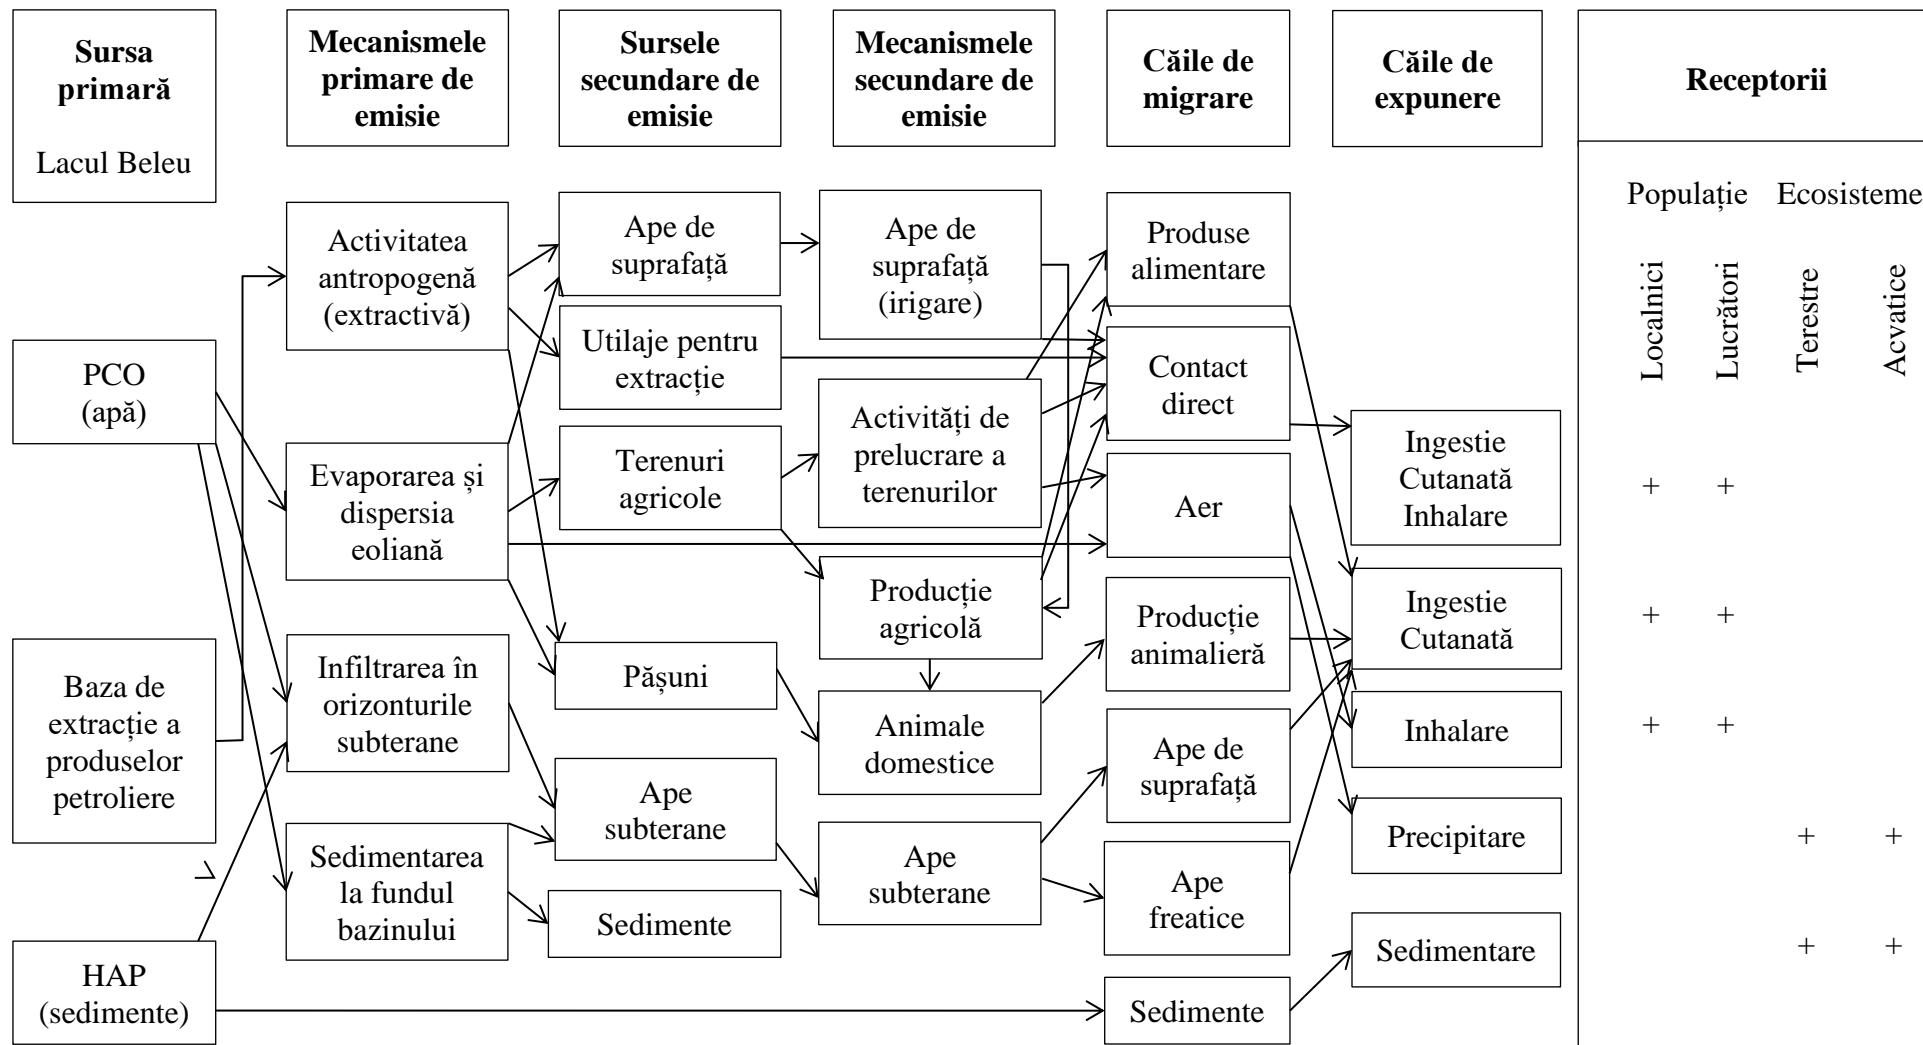 Sursa
primară
Lacul Beleu
Mecanismele
primare de
emisie
Sursele
secundare de
emisie
Mecanismele
secundare de
emisie
Căile de
migrare
Căile de
expunere
Receptorii
Populație
Ecosisteme
Localnici
Lucrători
Terestre
Acvatice
PCO
(apă)
Baza de
extracție a
produselor
petroliere
HAP
(sedimente)
Activitatea
antropogenă
(extractivă)
Evaporarea și
dispersia
eoliană
Infiltrarea în
orizonturile
subterane
Sedimentarea
la fundul
bazinului
Ape de
suprafață
Utilaje pentru
extracție
Terenuri
agricole
Pășuni
Ape
subterane
Sedimente
Ape de
suprafață
(irigare)
Activități de
prelucrare a
terenurilor
Producție
agricolă
Animale
domestice
Ape
subterane
Produse
alimentare
Contact
direct
Aer
Producție
animalieră
Ape de
suprafață
Ape
freatice
Sedimente
Ingestie
Cutanată
Inhalare
Ingestie
Cutanată
Inhalare
Precipitare
Sedimentare
+ +
+ +
+ +
+ +
+ +